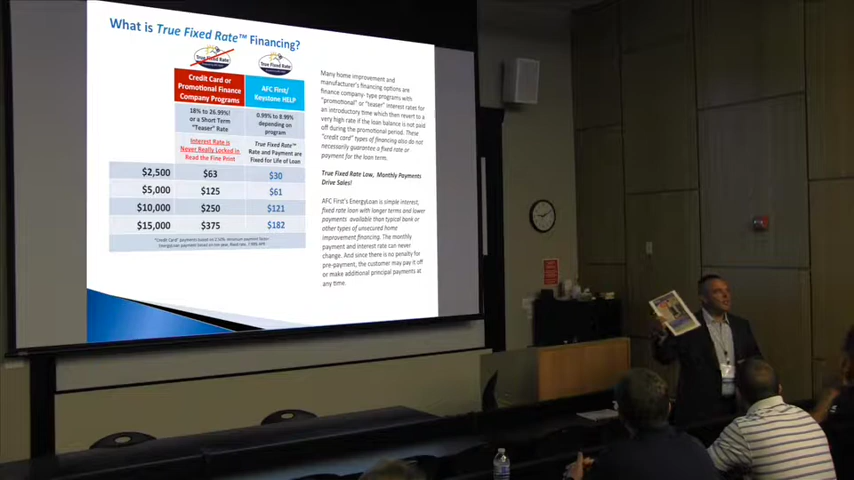 What is True Fixed Rate™ Financing?
True Fixed Rate
True Fixed Rate
Credit Card or
Promotional Finance
Company Programs
AFC First/
Keystone HELP
18% to 26.99%!
or a Short Term
"Teaser" Rate
0.99% to 8.99%
depending on
program
Interest Rate is
Never Really Locked in
Read the Fine Print
True Fixed Rate™
Rate and Payment are
Fixed for Life of Loan
$2,500 $63 $30
$5,000 $125 $61
$10,000 $250 $121
$15,000 $375 $182
Many home improvement and
manufacturer's financing options are
finance company- type programs with
"promotional" or "teaser" interest rates for
an introductory time which then revert to a
very high rate if the loan balance is not paid
off during the promotional period. These
"credit card" types of financing also do not
necessarily guarantee a fixed rate or
payment for the loan term.
True Fixed Rate Low, Monthly Payments
Drive Sales!
AFC First's EnergyLoan is simple interest,
fixed rate loan with longer terms and lower
payments available than typical bank or
other types of unsecured home
improvement financing. The monthly
payment and interest rate can never
change. And since there is no penalty for
pre-payment, the customer may pay it off
or make additional principal payments at
any time.